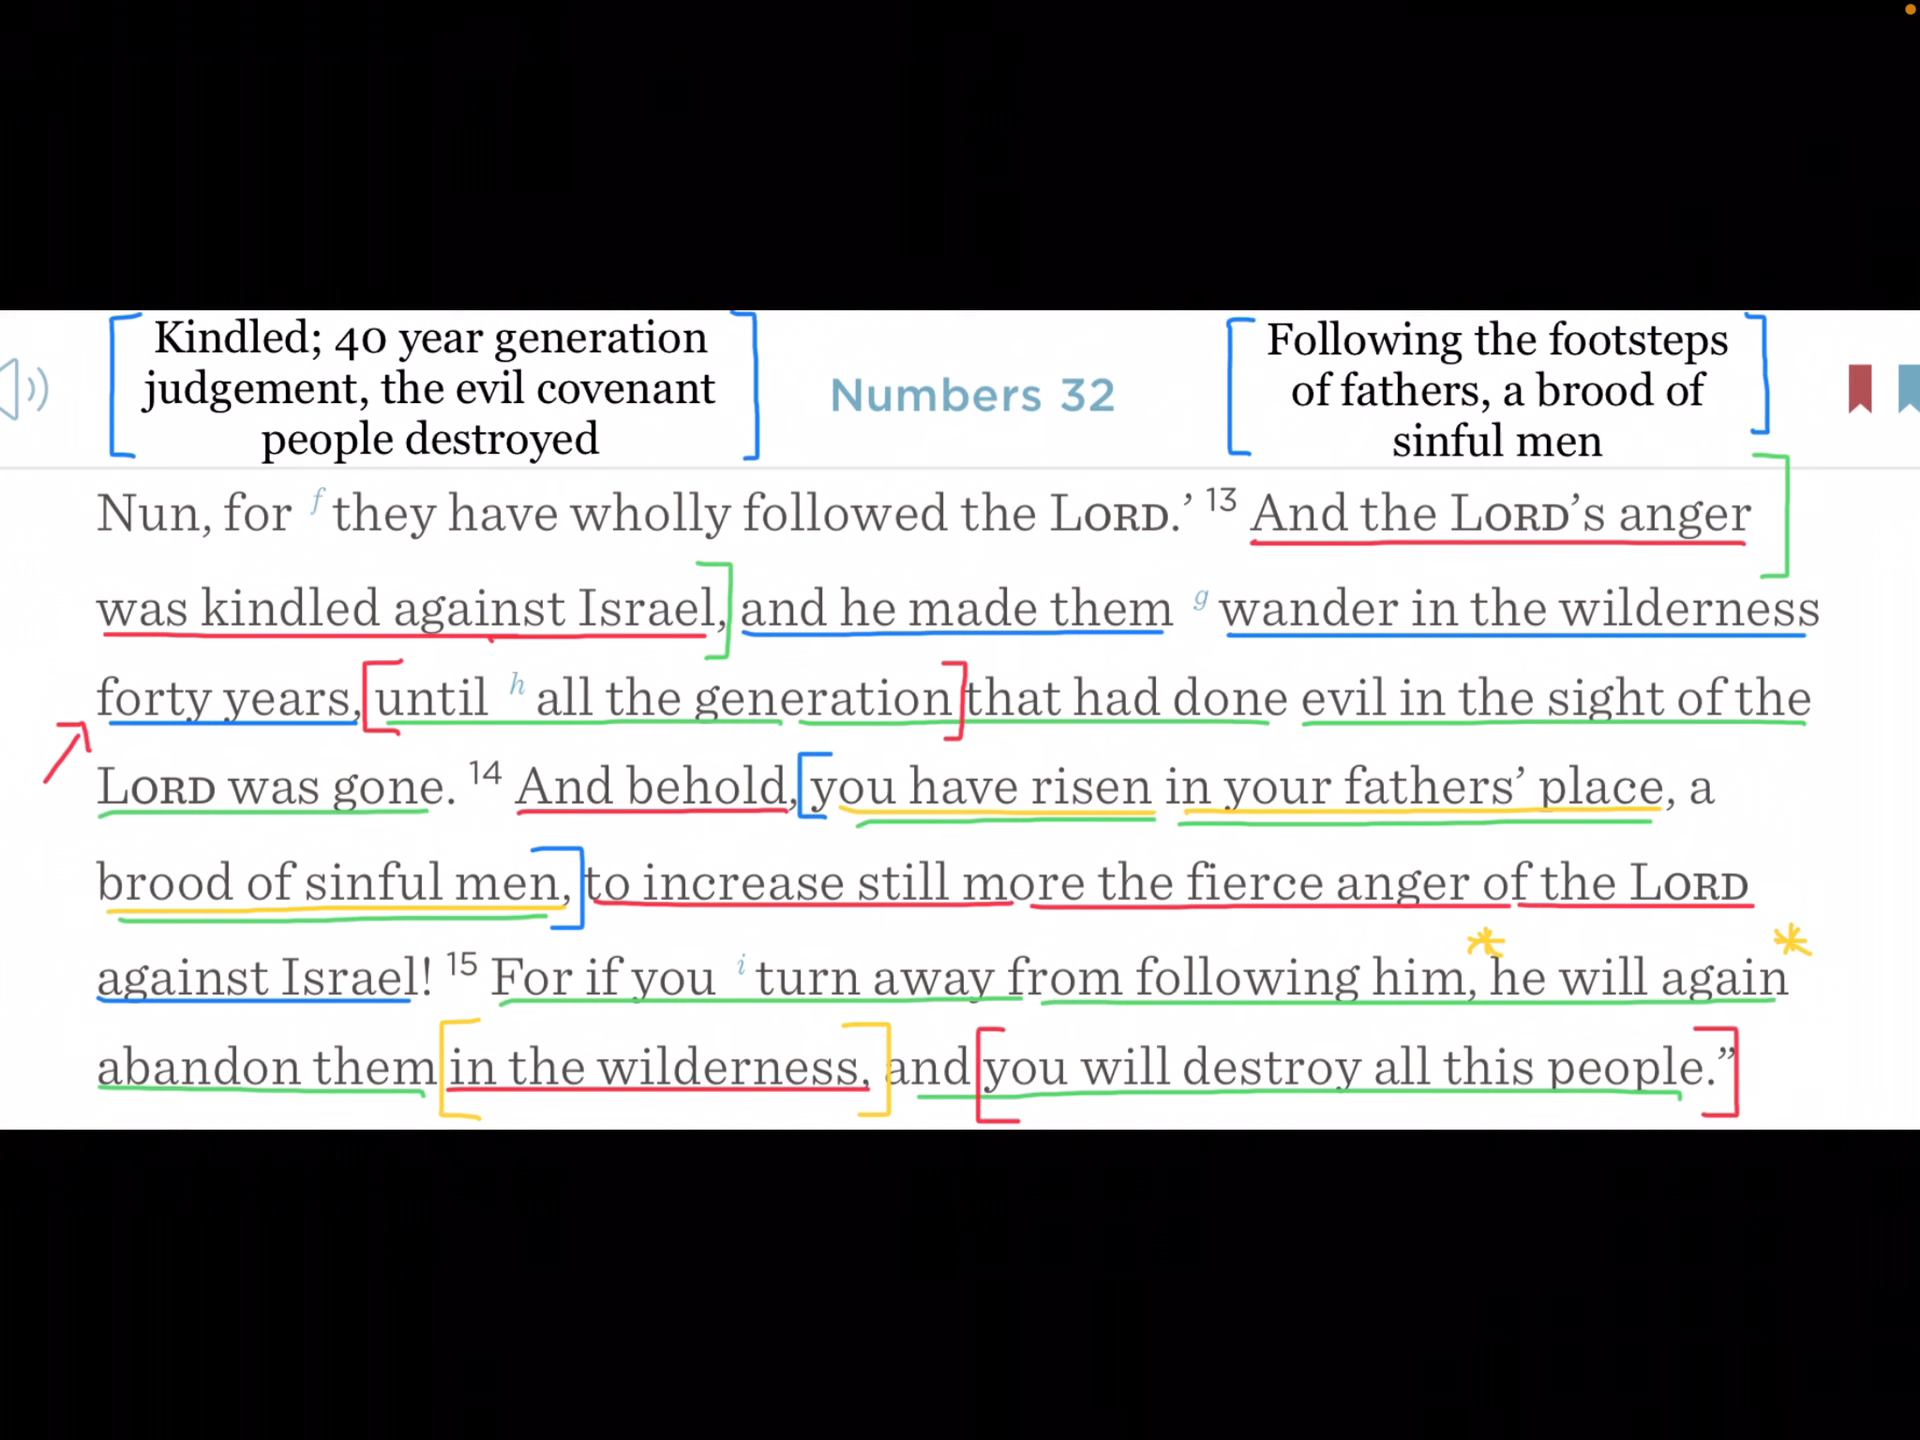 Kindled; 40 year generation
judgement, the evil covenant
people destroyed
Numbers 32
Following the footsteps
of fathers, a brood of
sinful men
Nun, for f they have wholly followed the LORD.’ 13 And the LORD’s anger
was kindled against Israel, and he made them g wander in the wilderness
forty years, until h all the generation that had done evil in the sight of the
LORD was gone. 14 And behold, you have risen in your fathers’ place, a
brood of sinful men, to increase still more the fierce anger of the LORD
against Israel! 15 For if you i turn away from following him, he will again
abandon them in the wilderness, and you will destroy all this people.”